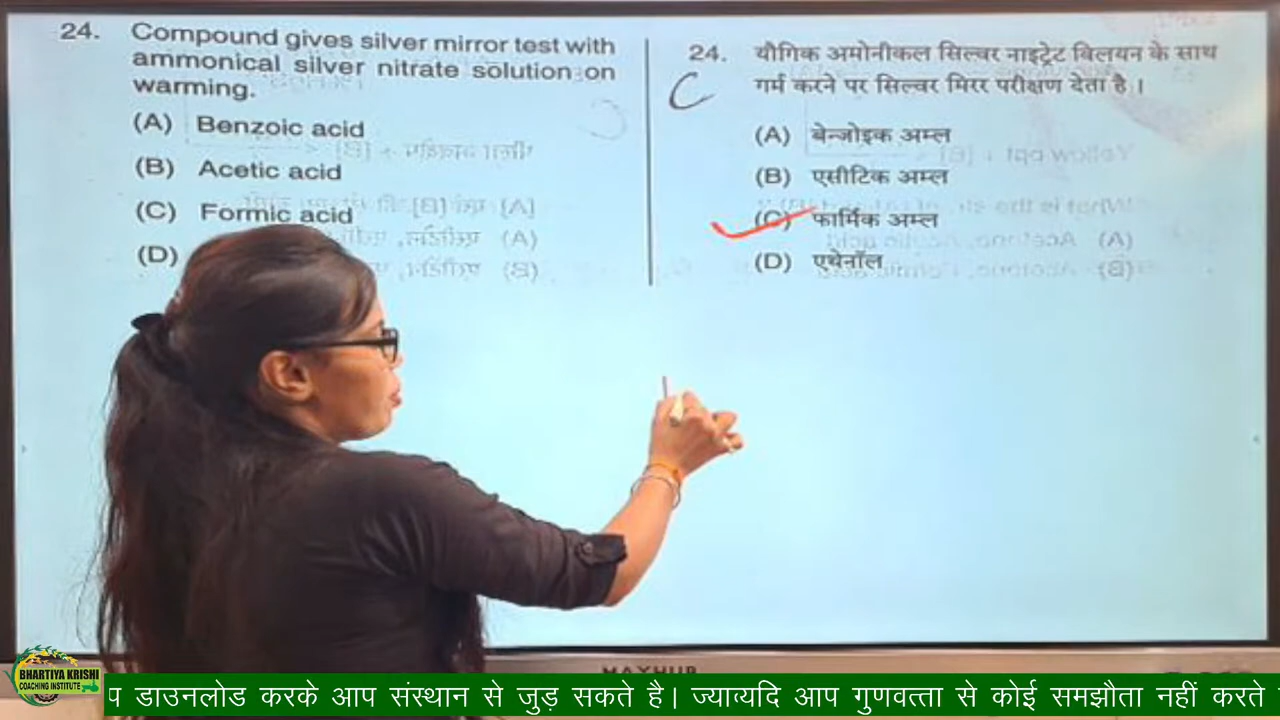 24. Compound gives silver mirror test with
ammonical silver nitrate solution on
warming.
(A) Benzoic acid
(B) Acetic acid
(C) Formic acid
(D)
24. यौगिक अमोनीकल सिल्वर नाइट्रेट विलयन के साथ
गर्म करने पर सिल्वर मिरर परीक्षण देता है।
C
(A) बेन्जोइक अम्ल
(B) एसीटिक अम्ल
(C) फार्मिक अम्ल
(D) एथेनॉल
BHARTIYA KRISHI
COACHING INSTITUTE
प डाउनलोड करके आप संस्थान से जुड़ सकते है। ज्याव्यदि आप गुणवत्ता से कोई समझौता नहीं करते